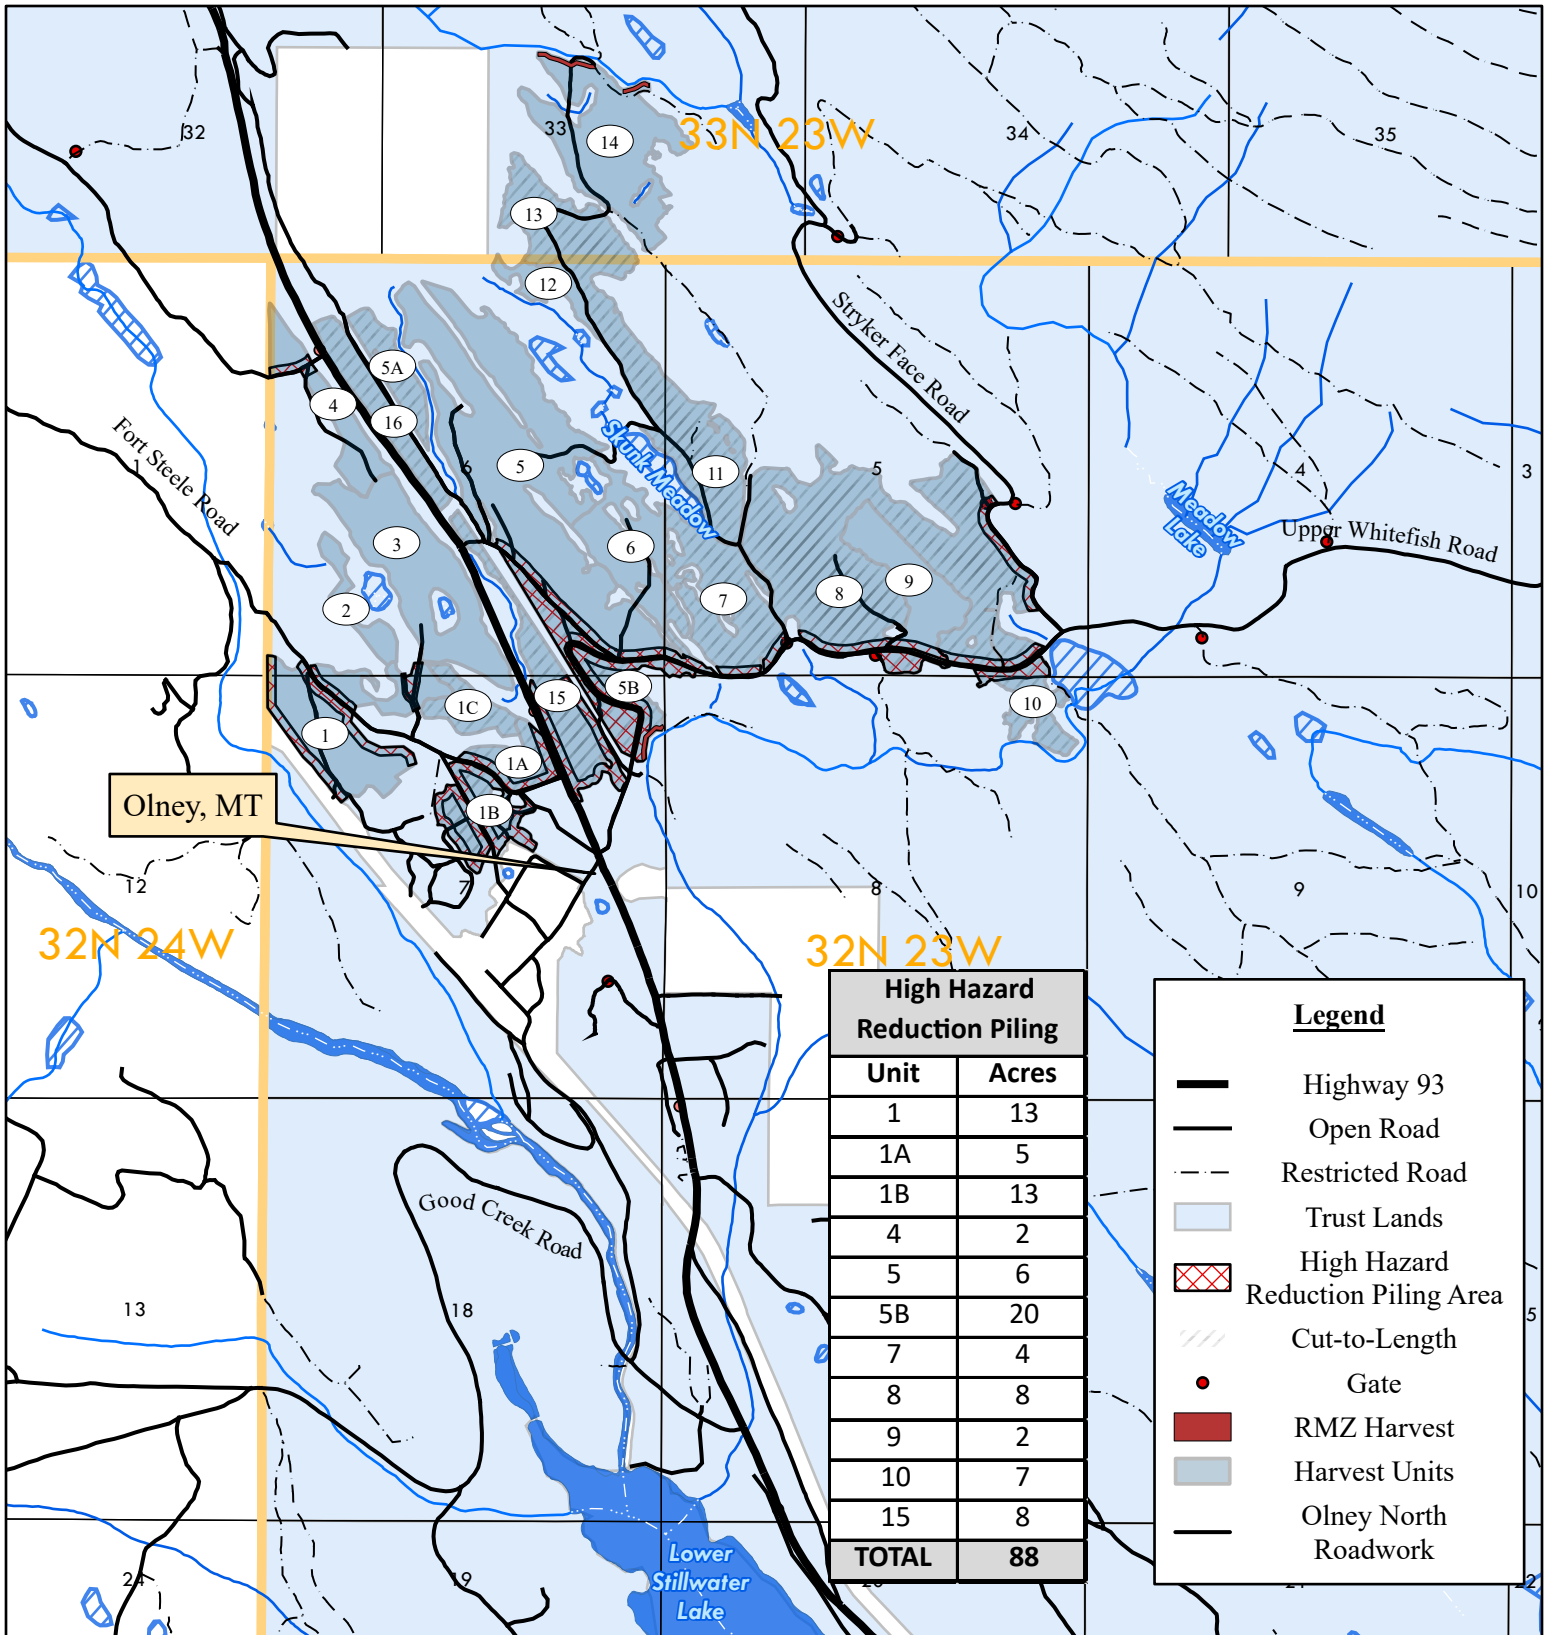 32
33
14
33N 23W
34
35
13
12
Stryker Face Road
5A
4
16
Fort Steele Road
6
5
Skunk Meadow
11
5
4
3
Meadow
Lake
Upper Whitefish Road
3
6
2
7
8
9
1
1C
15
5B
10
1A
1B
Olney, MT
12
7
8
9
10
32N 24W
32N 23W
High Hazard
Reduction Piling
Unit Acres
1 13
1A 5
1B 13
4 2
5 6
5B 20
7 4
8 8
9 2
10 7
15 8
TOTAL 88
Legend
Highway 93
Open Road
Restricted Road
Trust Lands
High Hazard
Reduction Piling Area
Cut-to-Length
Gate
RMZ Harvest
Harvest Units
Olney North
Roadwork
Good Creek Road
13
18
24
19
Lower
Stillwater
Lake